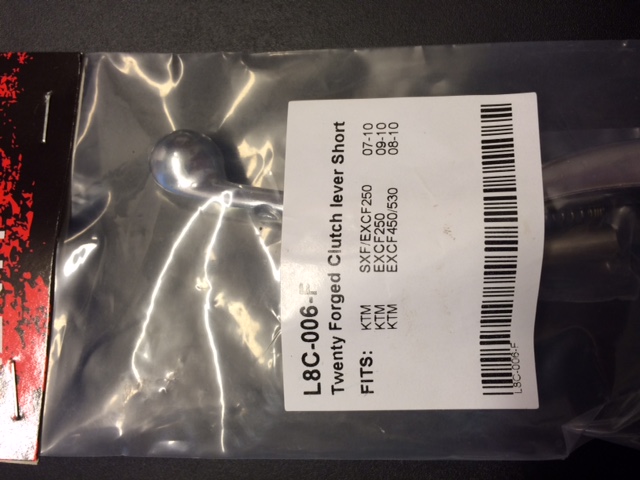 L8C-006-F
Twenty Forged Clutch lever Short
FITS: KTM SXF/EXCF250 07-10
KTM EXCF250 09-10
KTM EXCF450/530 08-10
L8C-006-F